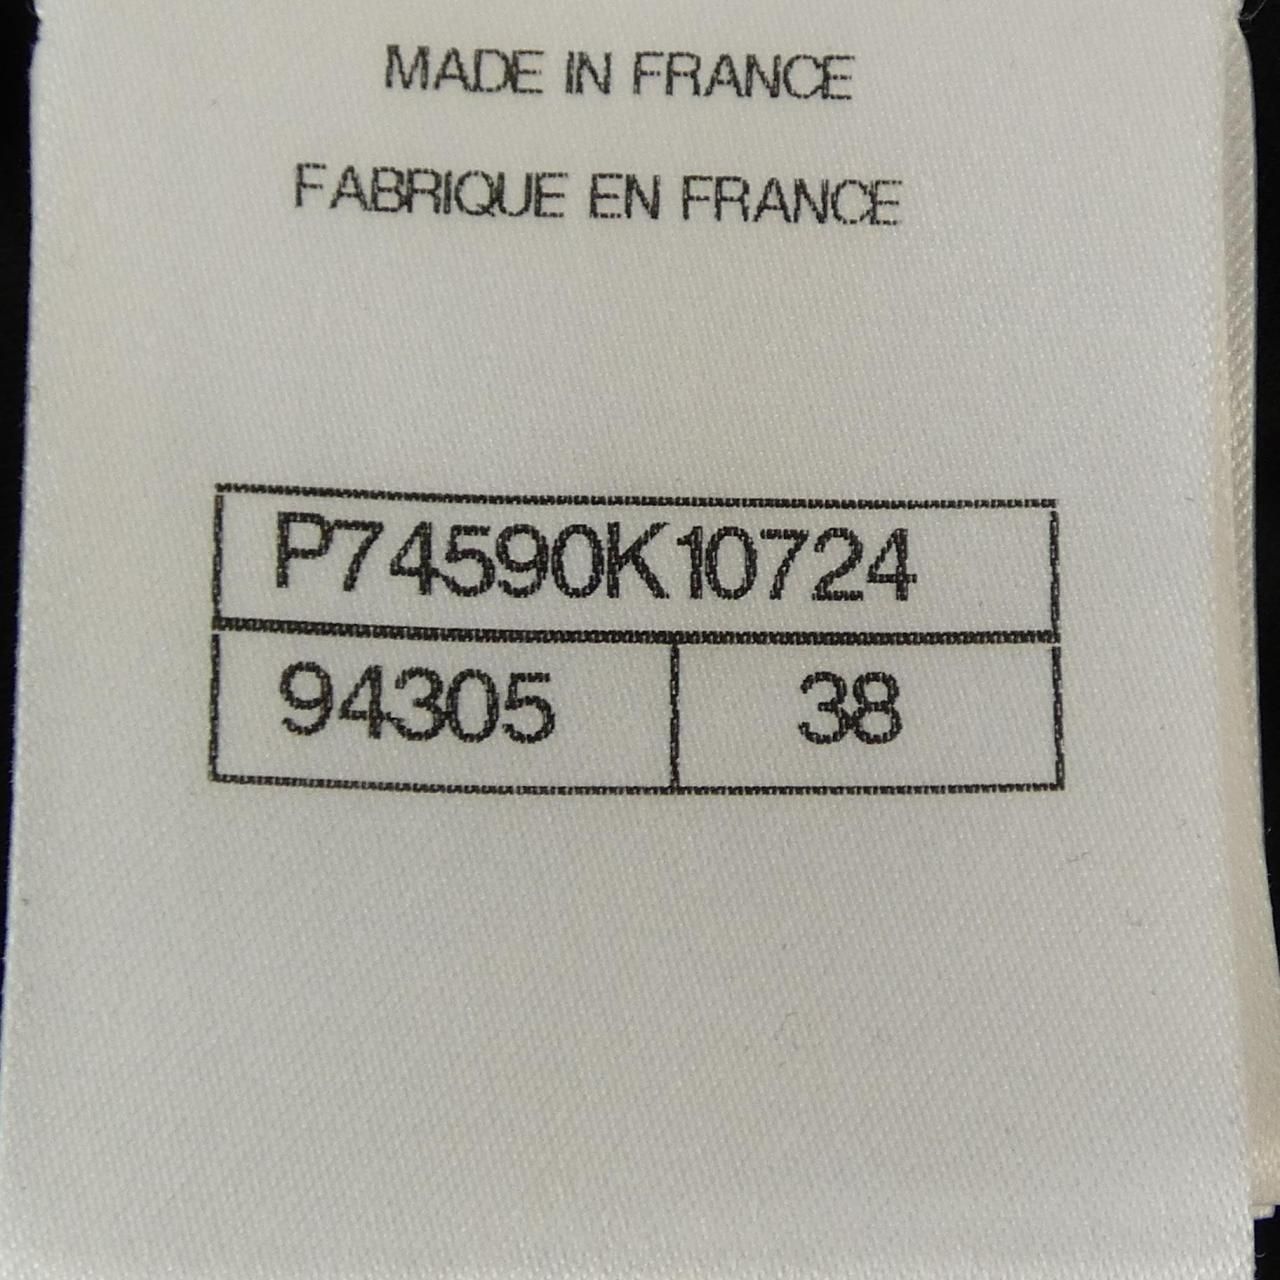 MADE IN FRANCE
FABRIQUE EN FRANCE
P74590K10724
94305 38